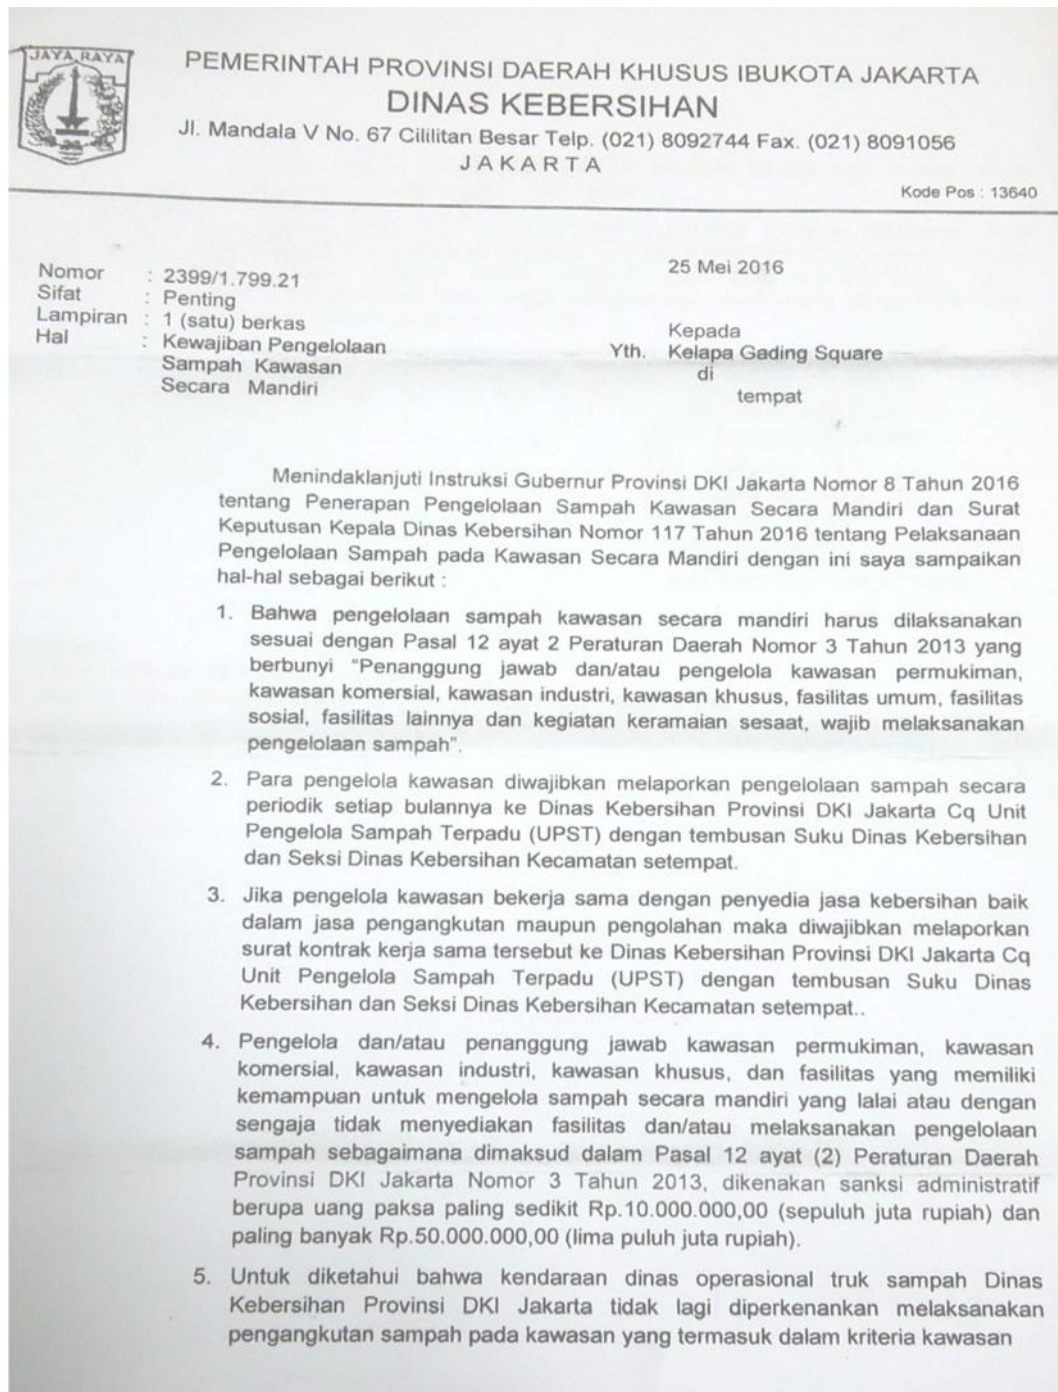 JAYA RAYA
PEMERINTAH PROVINSI DAERAH KHUSUS IBUKOTA JAKARTA
DINAS KEBERSIHAN
Jl. Mandala V No. 67 Cililitan Besar Telp. (021) 8092744 Fax. (021) 8091056
JAKARTA
Kode Pos : 13640
25 Mei 2016
Nomor : 2399/1.799.21
Sifat : Penting
Lampiran : 1 (satu) berkas
Hal : Kewajiban Pengelolaan
Sampah Kawasan
Secara Mandiri
Kepada
Yth. Kelapa Gading Square
di
tempat
Menindaklanjuti Instruksi Gubernur Provinsi DKI Jakarta Nomor 8 Tahun 2016
tentang Penerapan Pengelolaan Sampah Kawasan Secara Mandiri dan Surat
Keputusan Kepala Dinas Kebersihan Nomor 117 Tahun 2016 tentang Pelaksanaan
Pengelolaan Sampah pada Kawasan Secara Mandiri dengan ini saya sampaikan
hal-hal sebagai berikut :
1. Bahwa pengelolaan sampah kawasan secara mandiri harus dilaksanakan
sesuai dengan Pasal 12 ayat 2 Peraturan Daerah Nomor 3 Tahun 2013 yang
berbunyi "Penanggung jawab dan/atau pengelola kawasan permukiman,
kawasan komersial, kawasan industri, kawasan khusus, fasilitas umum, fasilitas
sosial, fasilitas lainnya dan kegiatan keramaian sesaat, wajib melaksanakan
pengelolaan sampah".
2. Para pengelola kawasan diwajibkan melaporkan pengelolaan sampah secara
periodik setiap bulannya ke Dinas Kebersihan Provinsi DKI Jakarta Cq Unit
Pengelola Sampah Terpadu (UPST) dengan tembusan Suku Dinas Kebersihan
dan Seksi Dinas Kebersihan Kecamatan setempat.
3. Jika pengelola kawasan bekerja sama dengan penyedia jasa kebersihan baik
dalam jasa pengangkutan maupun pengolahan maka diwajibkan melaporkan
surat kontrak kerja sama tersebut ke Dinas Kebersihan Provinsi DKI Jakarta Cq
Unit Pengelola Sampah Terpadu (UPST) dengan tembusan Suku Dinas
Kebersihan dan Seksi Dinas Kebersihan Kecamatan setempat..
4. Pengelola dan/atau penanggung jawab kawasan permukiman, kawasan
komersial, kawasan industri, kawasan khusus, dan fasilitas yang memiliki
kemampuan untuk mengelola sampah secara mandiri yang lalai atau dengan
sengaja tidak menyediakan fasilitas dan/atau melaksanakan pengelolaan
sampah sebagaimana dimaksud dalam Pasal 12 ayat (2) Peraturan Daerah
Provinsi DKI Jakarta Nomor 3 Tahun 2013, dikenakan sanksi administratif
berupa uang paksa paling sedikit Rp.10.000.000,00 (sepuluh juta rupiah) dan
paling banyak Rp.50.000.000,00 (lima puluh juta rupiah).
5. Untuk diketahui bahwa kendaraan dinas operasional truk sampah Dinas
Kebersihan Provinsi DKI Jakarta tidak lagi diperkenankan melaksanakan
pengangkutan sampah pada kawasan yang termasuk dalam kriteria kawasan